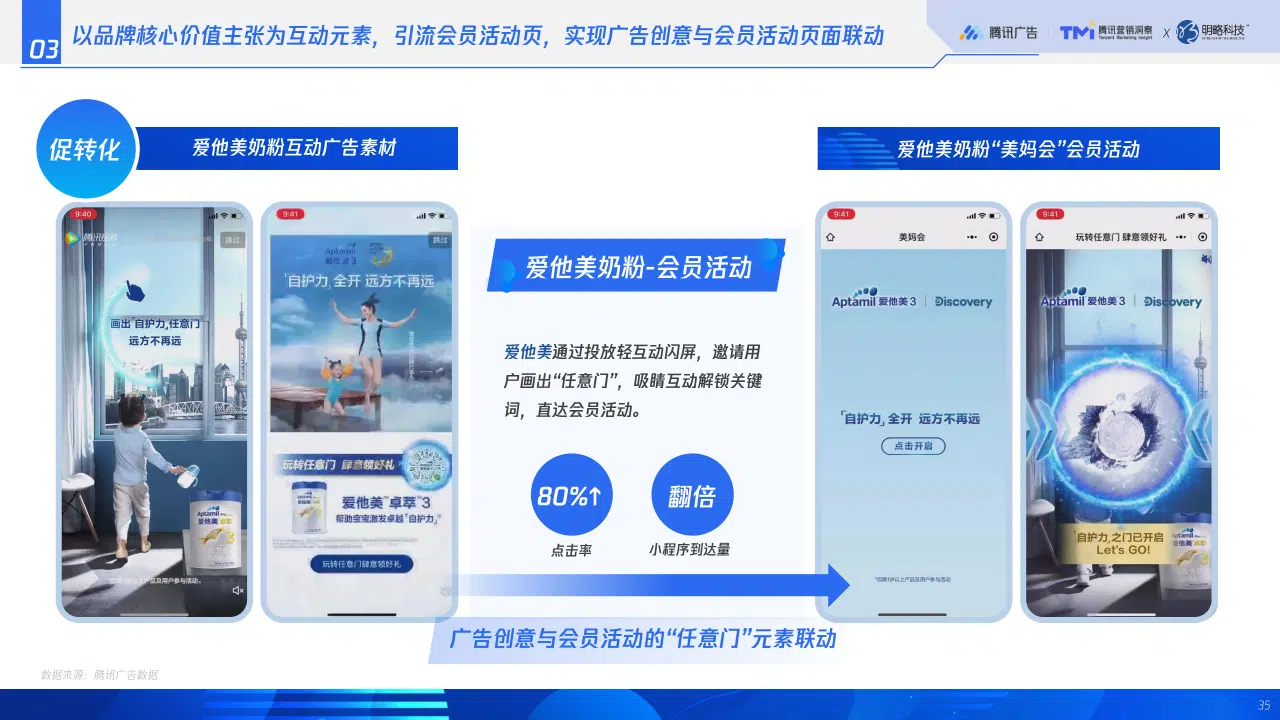 03
以品牌核心价值主张为互动元素，引流会员活动页，实现广告创意与会员活动页面联动
腾讯广告
TMI 腾讯营销洞察
Tencent Marketing Insight
X
明略科技
促转化
爱他美奶粉互动广告素材
爱他美奶粉“美妈会”会员活动
9:40
腾讯视频
跳过
画出「自护力」任意门
远方不再远
Aptamil
爱他美 卓萃
3
9:41
跳过
Aptamil
爱他美 3
「自护力」全开 远方不再远
玩转任意门 肆意领好礼
爱他美™卓萃™3
帮助宝宝激发卓越「自护力」
玩转任意门肆意领好礼
爱他美奶粉-会员活动
爱他美通过投放轻互动闪屏，邀请用
户画出“任意门”，吸睛互动解锁关键
词，直达会员活动。
80%↑
点击率
翻倍
小程序到达量
广告创意与会员活动的“任意门”元素联动
9:41
美妈会
Aptamil 爱他美 3 | Discovery
「自护力」全开 远方不再远
点击开启
*仅限1岁以上产品及用户参与活动
9:41
玩转任意门 肆意领好礼
Aptamil 爱他美 3 | Discovery
「自护力」之门已开启
Let's GO!
数据来源：腾讯广告数据
35